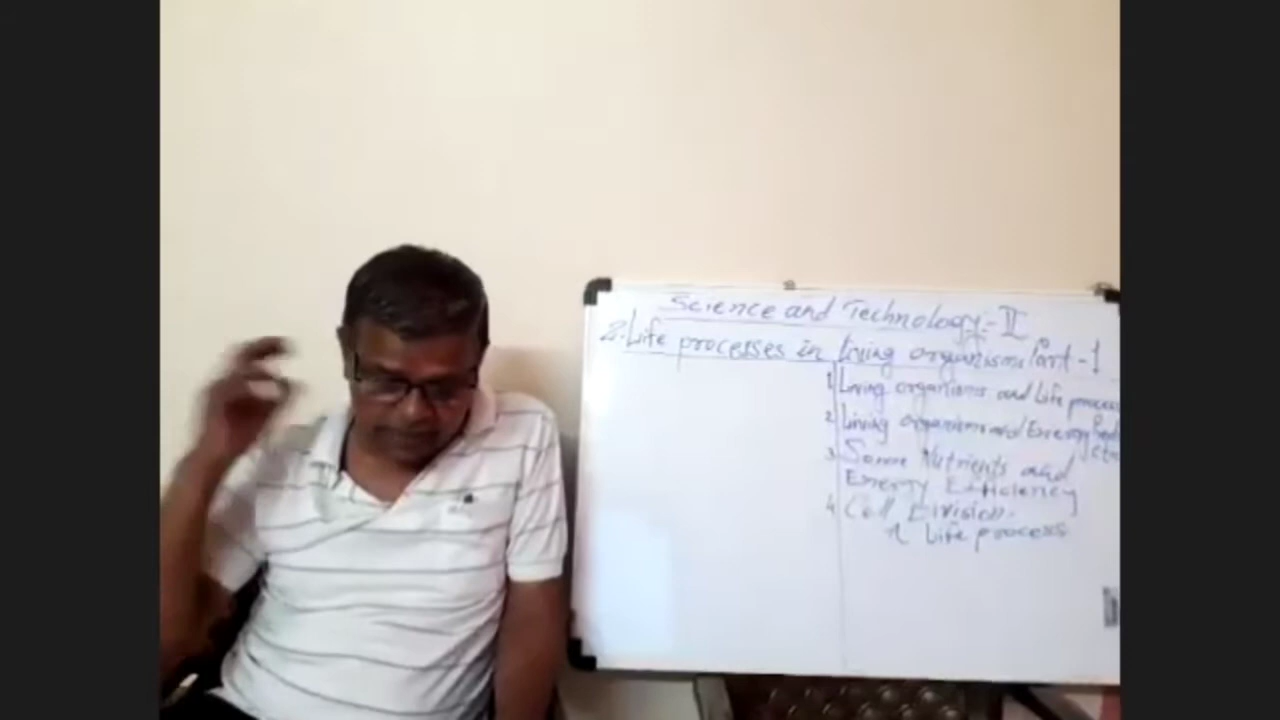 Science and Technology:- II
2. Life processes in living organisms Part - 1
1 Living organisms and Life process
2 Living organisms and Energy
3 Some Nutrients and
Energy Efficiency
4 Cell Division-
A Life process